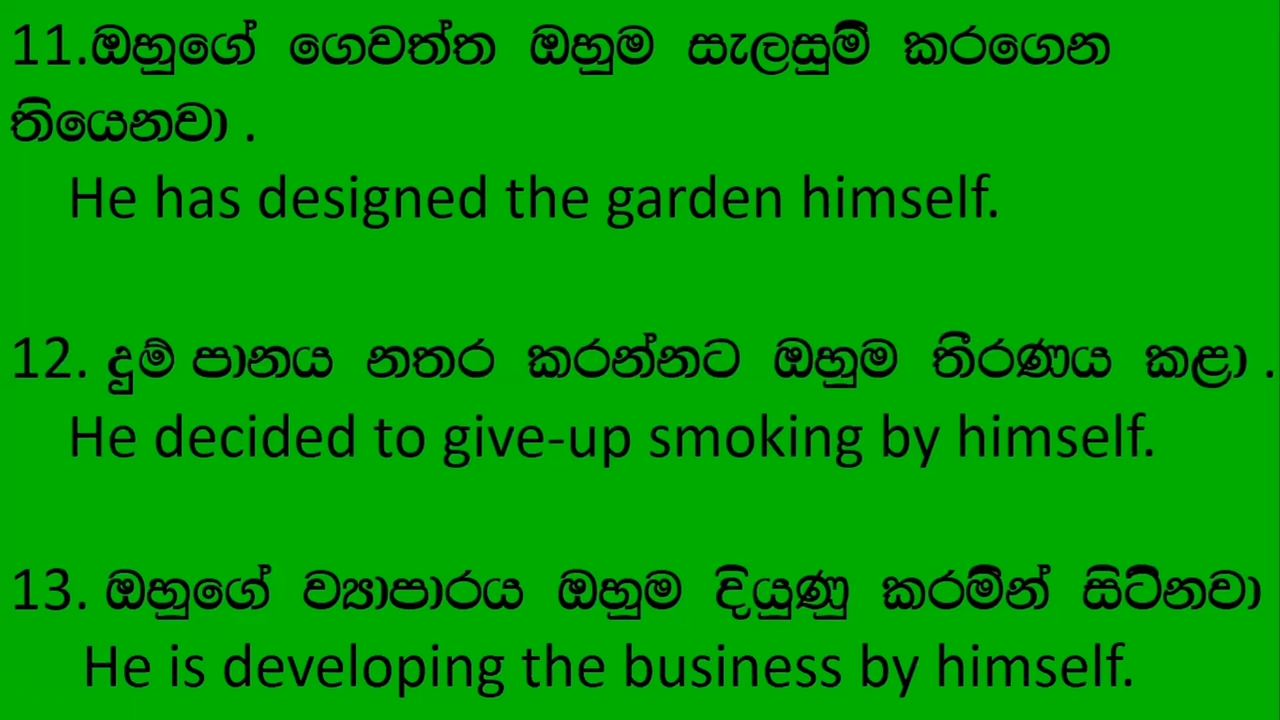 11.ඔහුගේ ගෙවත්ත ඔහුම සැලසුම් කරගෙන
තියෙනවා .
He has designed the garden himself.
12. දුම් පානය නතර කරන්නට ඔහුම තීරණය කළා .
He decided to give-up smoking by himself.
13. ඔහුගේ ව්‍යාපාරය ඔහුම දියුණු කරමින් සිටිනවා
He is developing the business by himself.